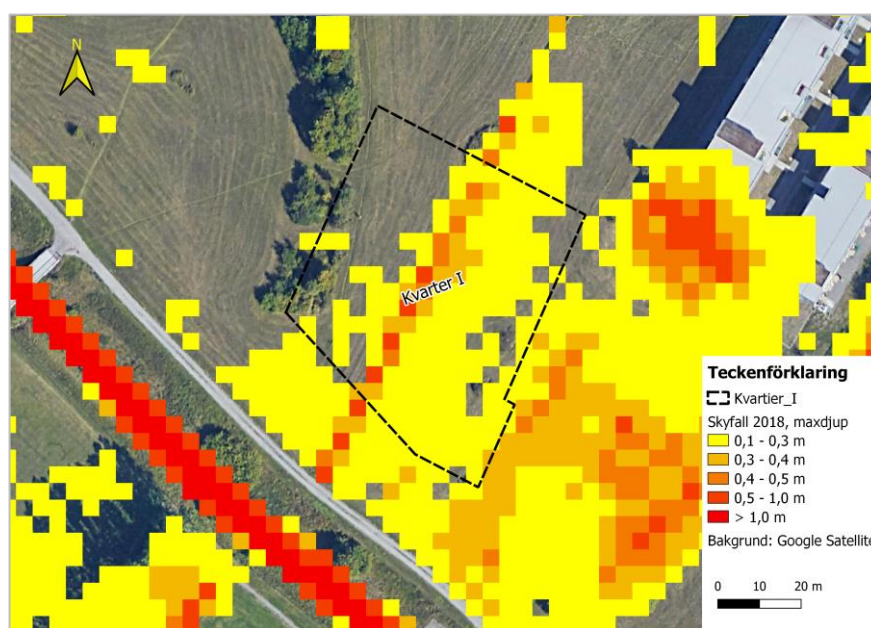 N
Kvarter I
Teckenförklaring
Kvartier_I
Skyfall 2018, maxdjup
0,1 - 0,3 m
0,3 - 0,4 m
0,4 - 0,5 m
0,5 - 1,0 m
> 1,0 m
Bakgrund: Google Satellite
0 10 20 m